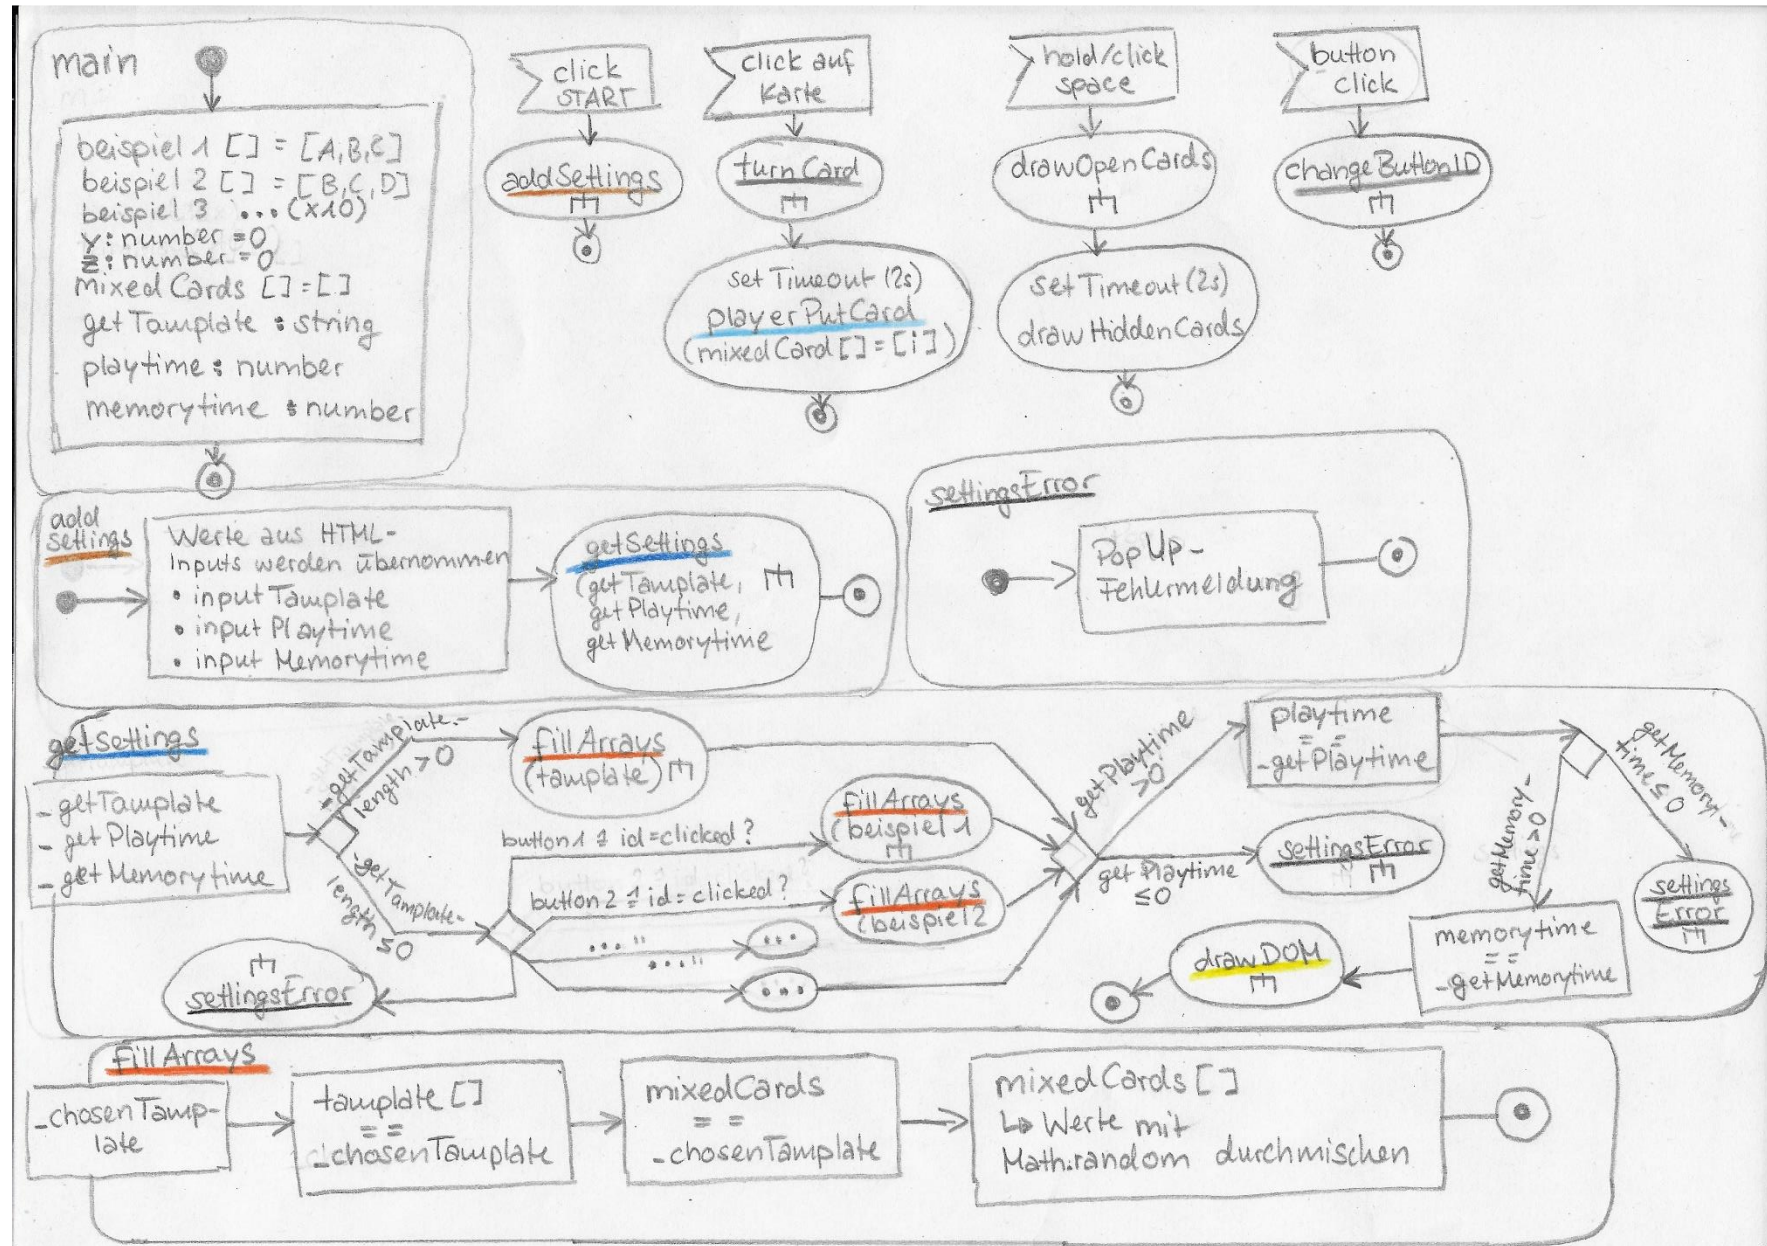 main
beispiel 1 [] = [A,B,C]
beispiel 2 [] = [B,C,D]
beispiel 3 ...(x10)
y: number = 0
z: number = 0
mixedCards [] = []
getTamplate : string
playtime : number
memorytime : number
click
START
addSettings
click auf
Karte
turnCard
setTimeout (2s)
playerPutCard
(mixedCard[] = [i])
hold/click
space
drawOpenCards
setTimeout (2s)
drawHiddenCards
button
click
changeButtonID
add
settings
Werte aus HTML-
Inputs werden übernommen
• input Tamplate
• input Playtime
• input Memorytime
getSettings
(getTamplate,
getPlaytime,
getMemorytime
settingsError
PopUp-
Fehlermeldung
getSettings
_getTamplate
_getPlaytime
_getMemorytime
_getTamplate.-
length > 0
_getTamplate-
length ≤ 0
fillArrays
(tamplate)
button1 id=clicked?
fillArrays
(beispiel 1
button2 id=clicked?
fillArrays
(beispiel 2
...."
...."
...
...
settingsError
getPlaytime
>0
getPlaytime
≤0
playtime
= =
_getPlaytime
settingsError
getMemory-
time >0
getMemory-
time ≤ 0
settings
Error
memorytime
= =
_getMemorytime
drawDOM
fillArrays
_chosenTamp-
late
tamplate []
= =
_chosenTamplate
mixedCards
= =
_chosenTamplate
mixedCards []
↳ Werte mit
Math.random durchmischen